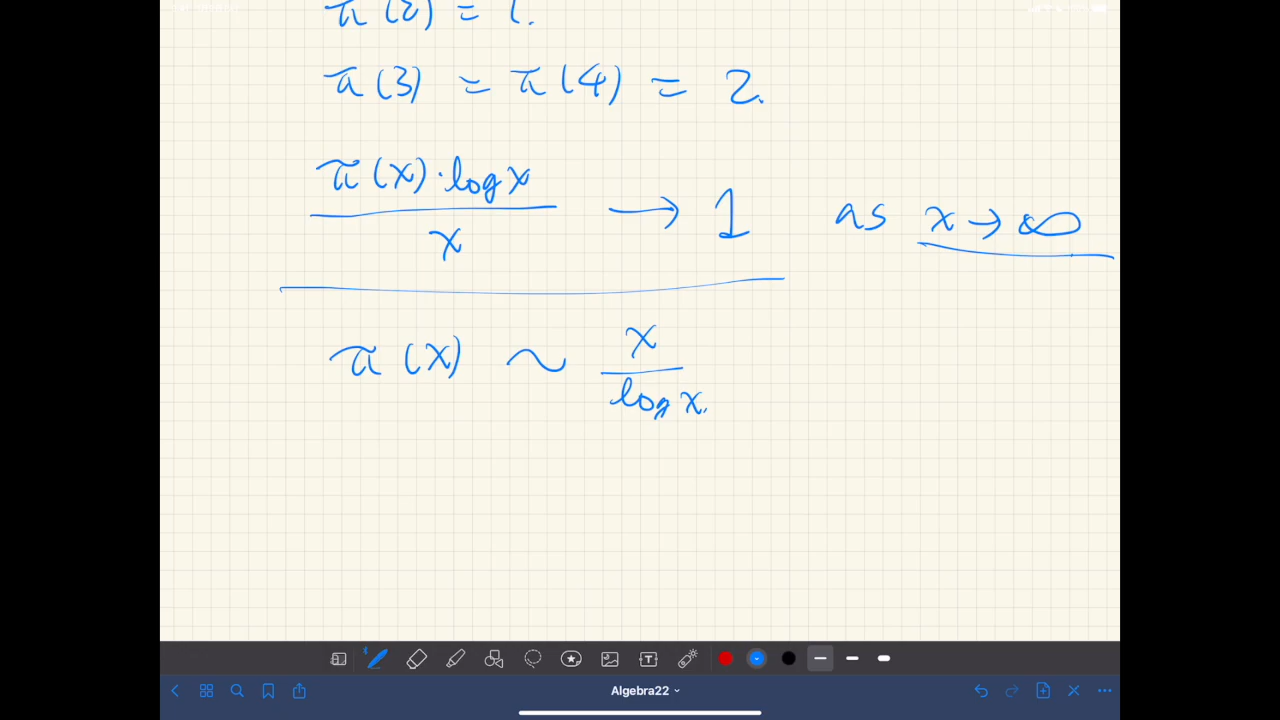 π(2) = 1.
π(3) = π(4) = 2.
π(x)·log x / x → 1 as x → ∞
π(x) ~ x / log x.
Algebra22